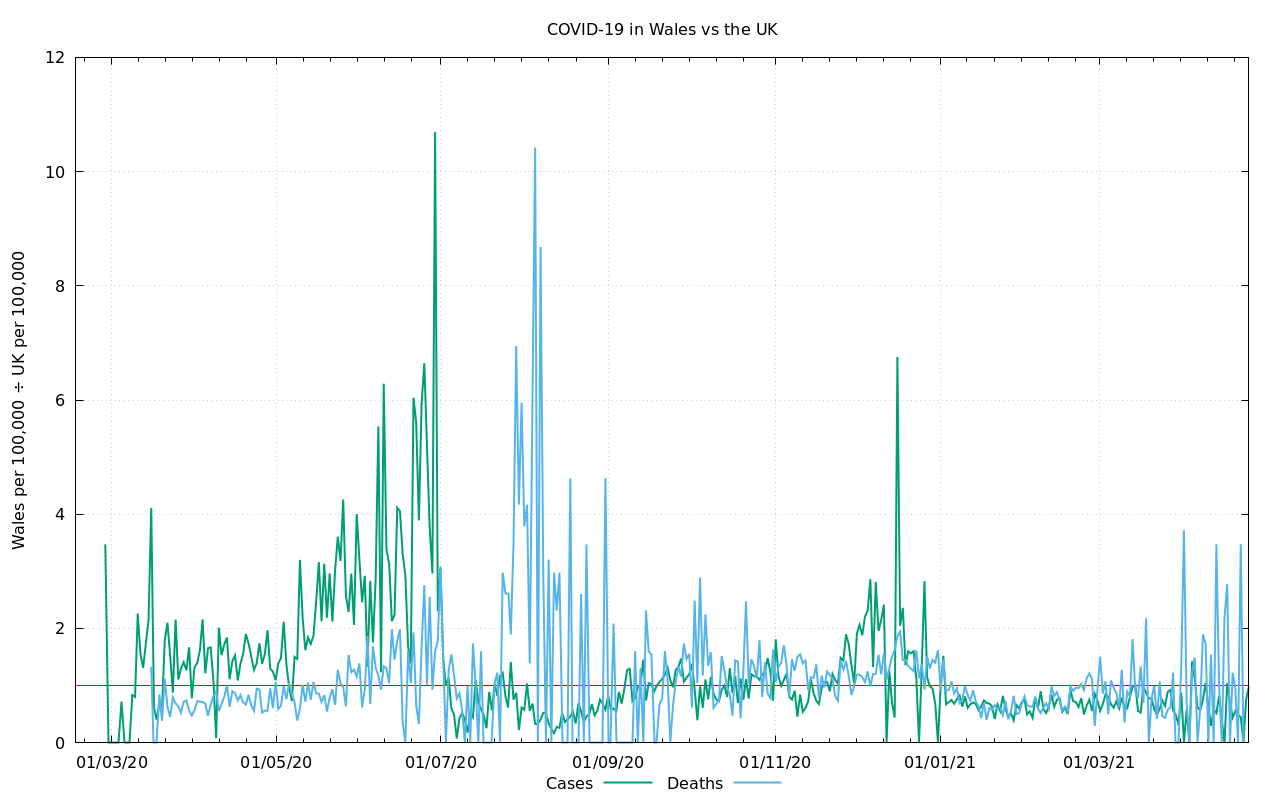 COVID-19 in Wales vs the UK
12
10
8
6
4
2
0
Wales per 100,000 ÷ UK per 100,000
01/03/20 01/05/20 01/07/20 01/09/20 01/11/20 01/01/21 01/03/21
Cases Deaths